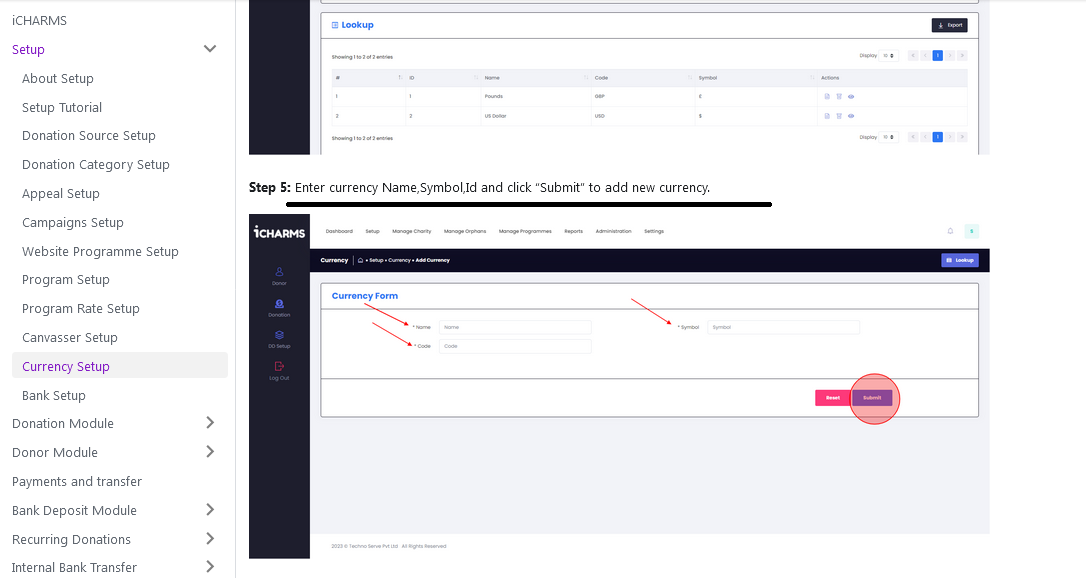 iCHARMS
Setup
About Setup
Setup Tutorial
Donation Source Setup
Donation Category Setup
Appeal Setup
Campaigns Setup
Website Programme Setup
Program Setup
Program Rate Setup
Canvasser Setup
Currency Setup
Bank Setup
Donation Module
Donor Module
Payments and transfer
Bank Deposit Module
Recurring Donations
Internal Bank Transfer
Lookup
Export
Showing 1 to 2 of 2 entries
Display 10
1
# ID Name Code Symbol Actions
1 1 Pounds GBP £
2 2 US Dollar USD $
Showing 1 to 2 of 2 entries
Display 10
1
Step 5: Enter currency Name,Symbol,Id and click “Submit” to add new currency.
iCHARMS
Dashboard Setup Manage Charity Manage Orphans Manage Programmes Reports Administration Settings
S
Currency
• Setup • Currency • Add Currency
Lookup
Donor
Donation
DD Setup
Log Out
Currency Form
* Name Name
* Symbol Symbol
* Code Code
Reset Submit
2023 © Techno Serve Pvt Ltd All Rights Reserved